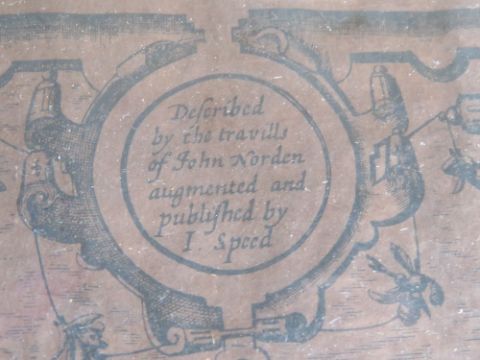 Deſcribed
by the travills
of John Norden
augmented and
publiſhed by
I. Speed